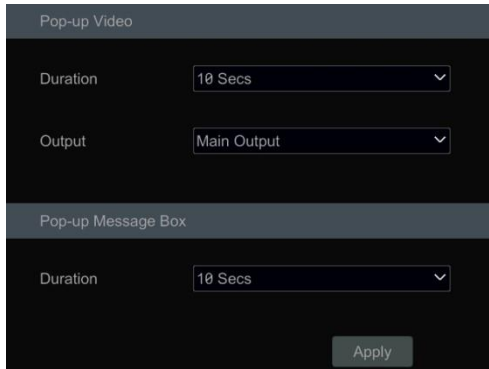 Pop-up Video
Duration 10 Secs
Output Main Output
Pop-up Message Box
Duration 10 Secs
Apply